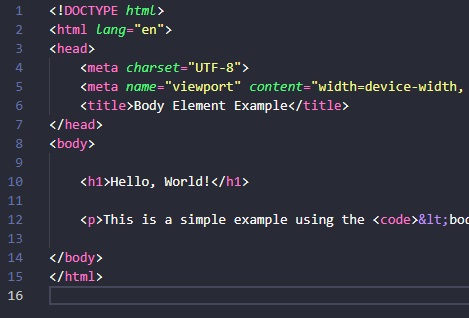 1 <!DOCTYPE html>
2 <html lang="en">
3 <head>
4     <meta charset="UTF-8">
5     <meta name="viewport" content="width=device-width,
6     <title>Body Element Example</title>
7 </head>
8 <body>
9
10     <h1>Hello, World!</h1>
11
12     <p>This is a simple example using the <code>&lt;bod
13
14 </body>
15 </html>
16